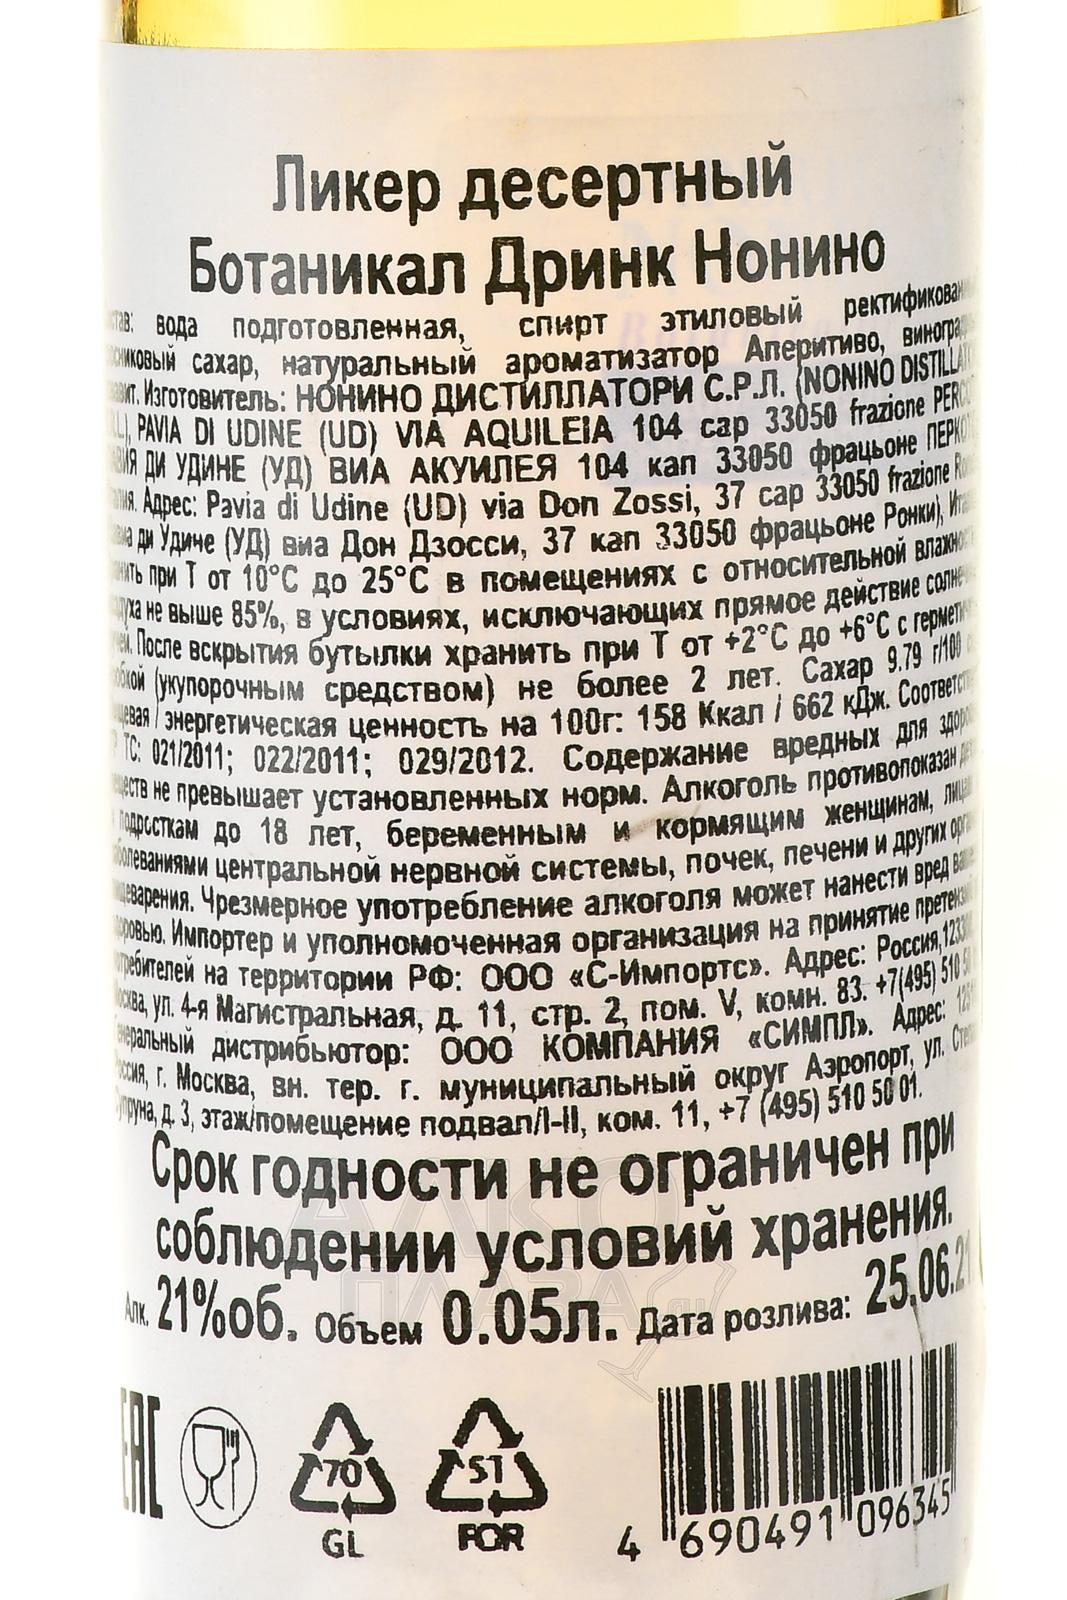 Ликер десертный
Ботаникал Дринк Нонино
вода подготовленная, спирт этиловый
сахар, натуральный ароматизатор Аперитиво,
Изготовитель: НОНИНО ДИСТИЛЛАТОРИ С.Р.Л. (NONINO
PAVIA DI UDINE (UD) VIA AQUILEIA 104 cap 33050 frazione
ДИ УДИНЕ (УД) ВИА АКУИЛЕЯ 104 кап 33050 фрацьоне
Адрес: Pavia di Udine (UD) via Don Zossi, 37 cap 33050 frazione
ди Удине (УД) виа Дон Дзосси, 37 кап 33050 фрацьоне Ронки),
при Т от 10°С до 25°С в помещениях с относительной
не выше 85%, в условиях, исключающих прямое действие
После вскрытия бутылки хранить при Т от +2°С до +6°С с
(укупорочным средством) не более 2 лет. Сахар 9.79 г/100
/ энергетическая ценность на 100г: 158 Ккал / 662 кДж.
ТС: 021/2011; 022/2011; 029/2012. Содержание вредных для
не превышает установленных норм. Алкоголь противопоказан
подросткам до 18 лет, беременным и кормящим женщинам,
центральной нервной системы, почек, печени и других
Чрезмерное употребление алкоголя может нанести вред
Импортер и уполномоченная организация на принятие
на территории РФ: ООО «С-Импортс». Адрес: Россия,
ул. 4-я Магистральная, д. 11, стр. 2, пом. V, комн. 83. +7(495) 510
дистрибьютор: ООО КОМПАНИЯ «СИМПЛ». Адрес:
г. Москва, вн. тер. г. муниципальный округ Аэропорт, ул.
д. 3, этаж/помещение подвал/I-II, ком. 11, +7 (495) 510 50 01.
Срок годности не ограничен при
соблюдении условий хранения.
Алк. 21%об. Объем 0.05л. Дата розлива: 25.06.21
EAC
70
GL
51
FOR
4 690491 096345
АЛКО
ПЛАЗА.ru